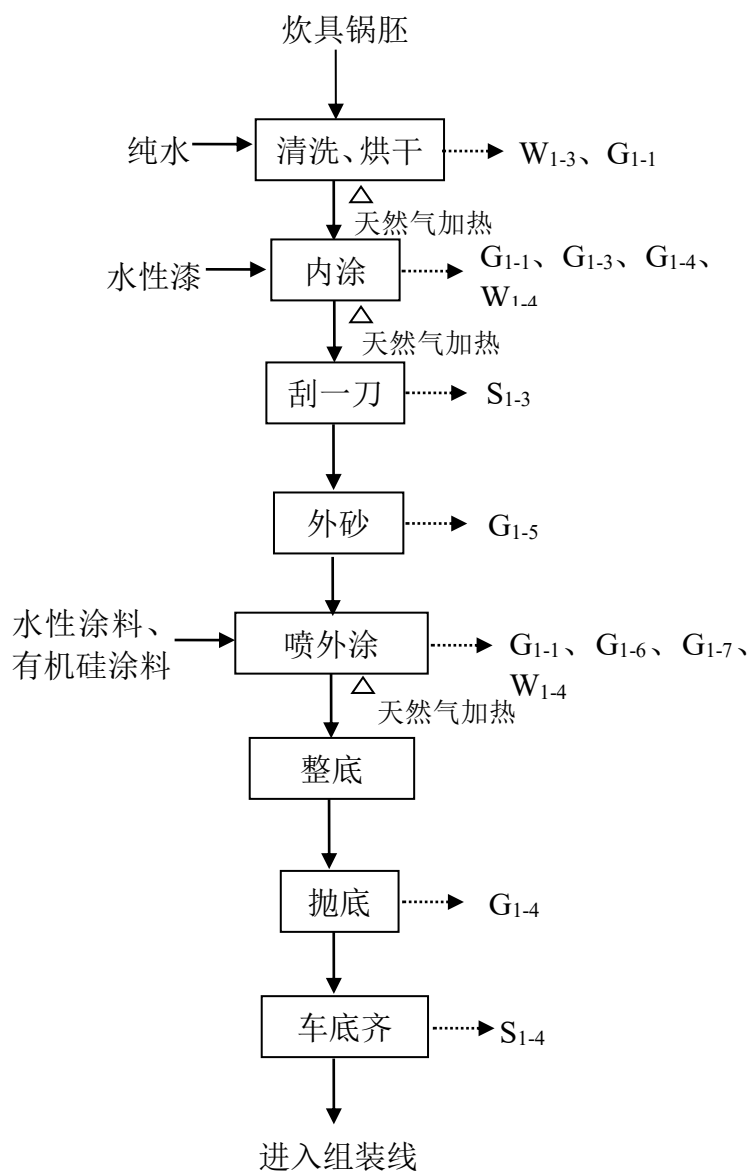 炊具锅胚
纯水
清洗、烘干
W1-3、G1-1
天然气加热
水性漆
内涂
G1-1、G1-3、G1-4、
W1-4
天然气加热
刮一刀
S1-3
外砂
G1-5
水性涂料、
有机硅涂料
喷外涂
G1-1、G1-6、G1-7、
W1-4
天然气加热
整底
抛底
G1-4
车底齐
S1-4
进入组装线